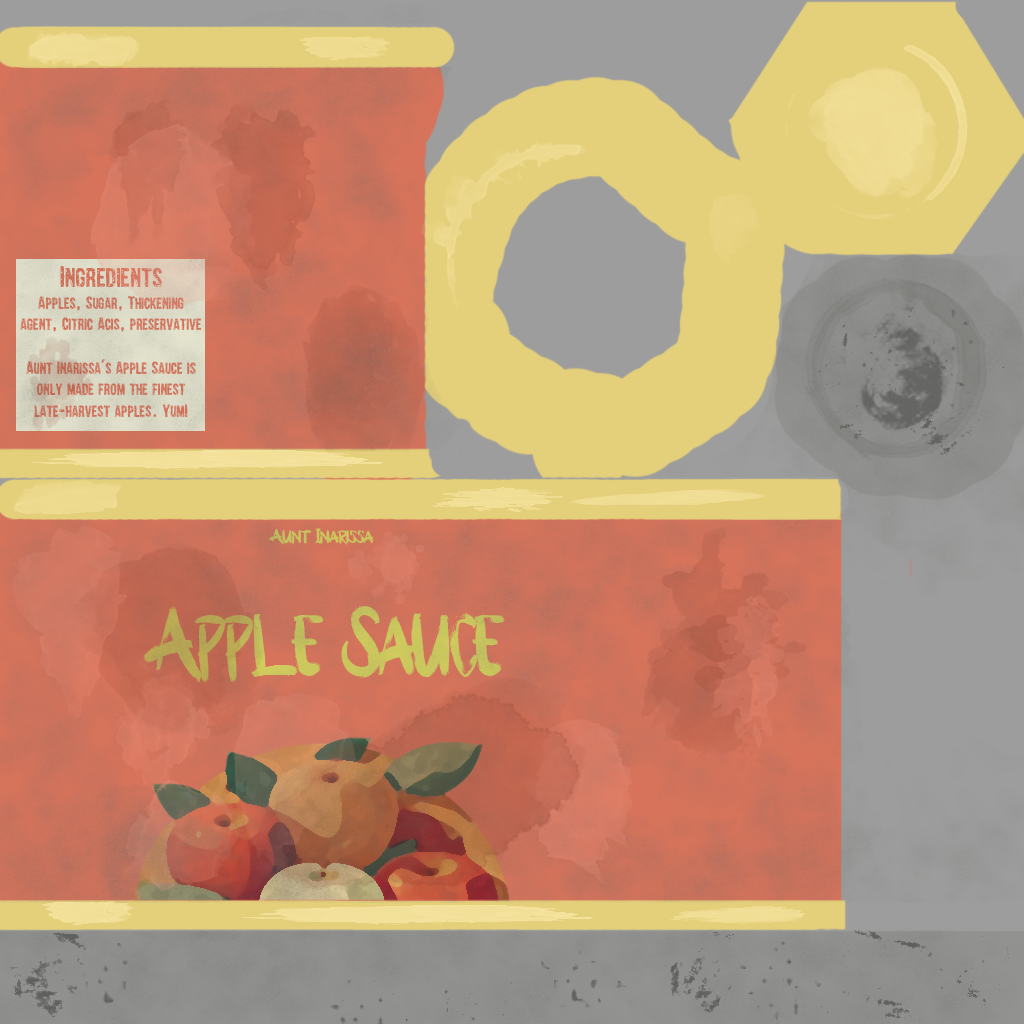 Ingredients
Apples, Sugar, Thickening
agent, Citric Acis, preservative
Aunt Inarissa's Apple Sauce is
only made from the finest
late-harvest apples. Yum!
Aunt Inarissa
Apple Sauce